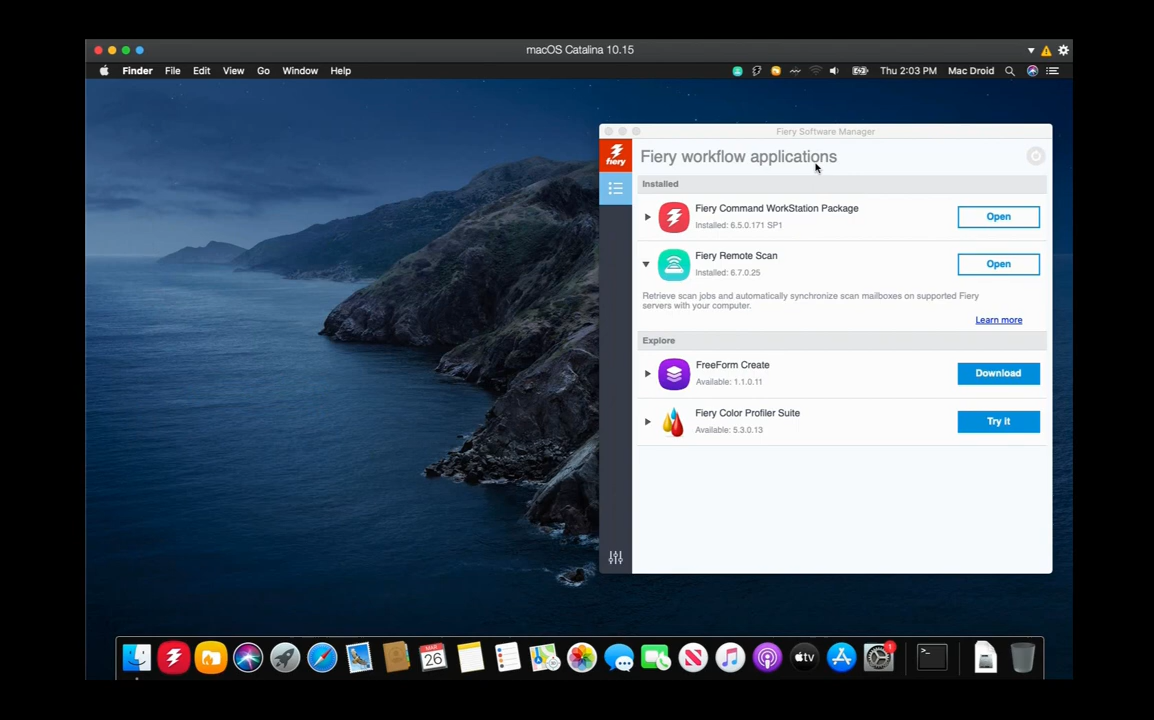 macOS Catalina 10.15
Finder File Edit View Go Window Help
Thu 2:03 PM Mac Droid
Fiery Software Manager
fiery
Fiery workflow applications
Installed
Fiery Command WorkStation Package
Installed: 6.5.0.171 SP1
Open
Fiery Remote Scan
Installed: 6.7.0.25
Open
Retrieve scan jobs and automatically synchronize scan mailboxes on supported Fiery
servers with your computer.
Learn more
Explore
FreeForm Create
Available: 1.1.0.11
Download
Fiery Color Profiler Suite
Available: 5.3.0.13
Try It
MAR
26
tv
1